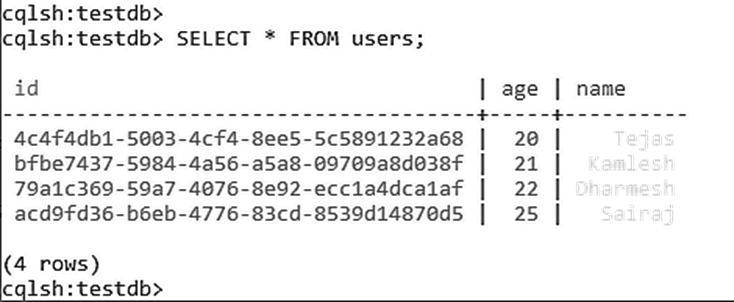 cqlsh:testdb>
cqlsh:testdb> SELECT * FROM users;
id | age | name
--------------------------------------+-----+----------
4c4f4db1-5003-4cf4-8ee5-5c5891232a68 | 20 | Tejas
bfbe7437-5984-4a56-a5a8-09709a8d038f | 21 | Kamlesh
79a1c369-59a7-4076-8e92-ecc1a4dca1af | 22 | Dharmesh
acd9fd36-b6eb-4776-83cd-8539d14870d5 | 25 | Sairaj
(4 rows)
cqlsh:testdb>